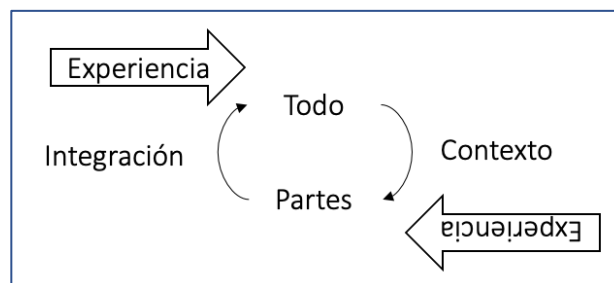 Experiencia
Todo
Integración
Contexto
Partes
Experiencia